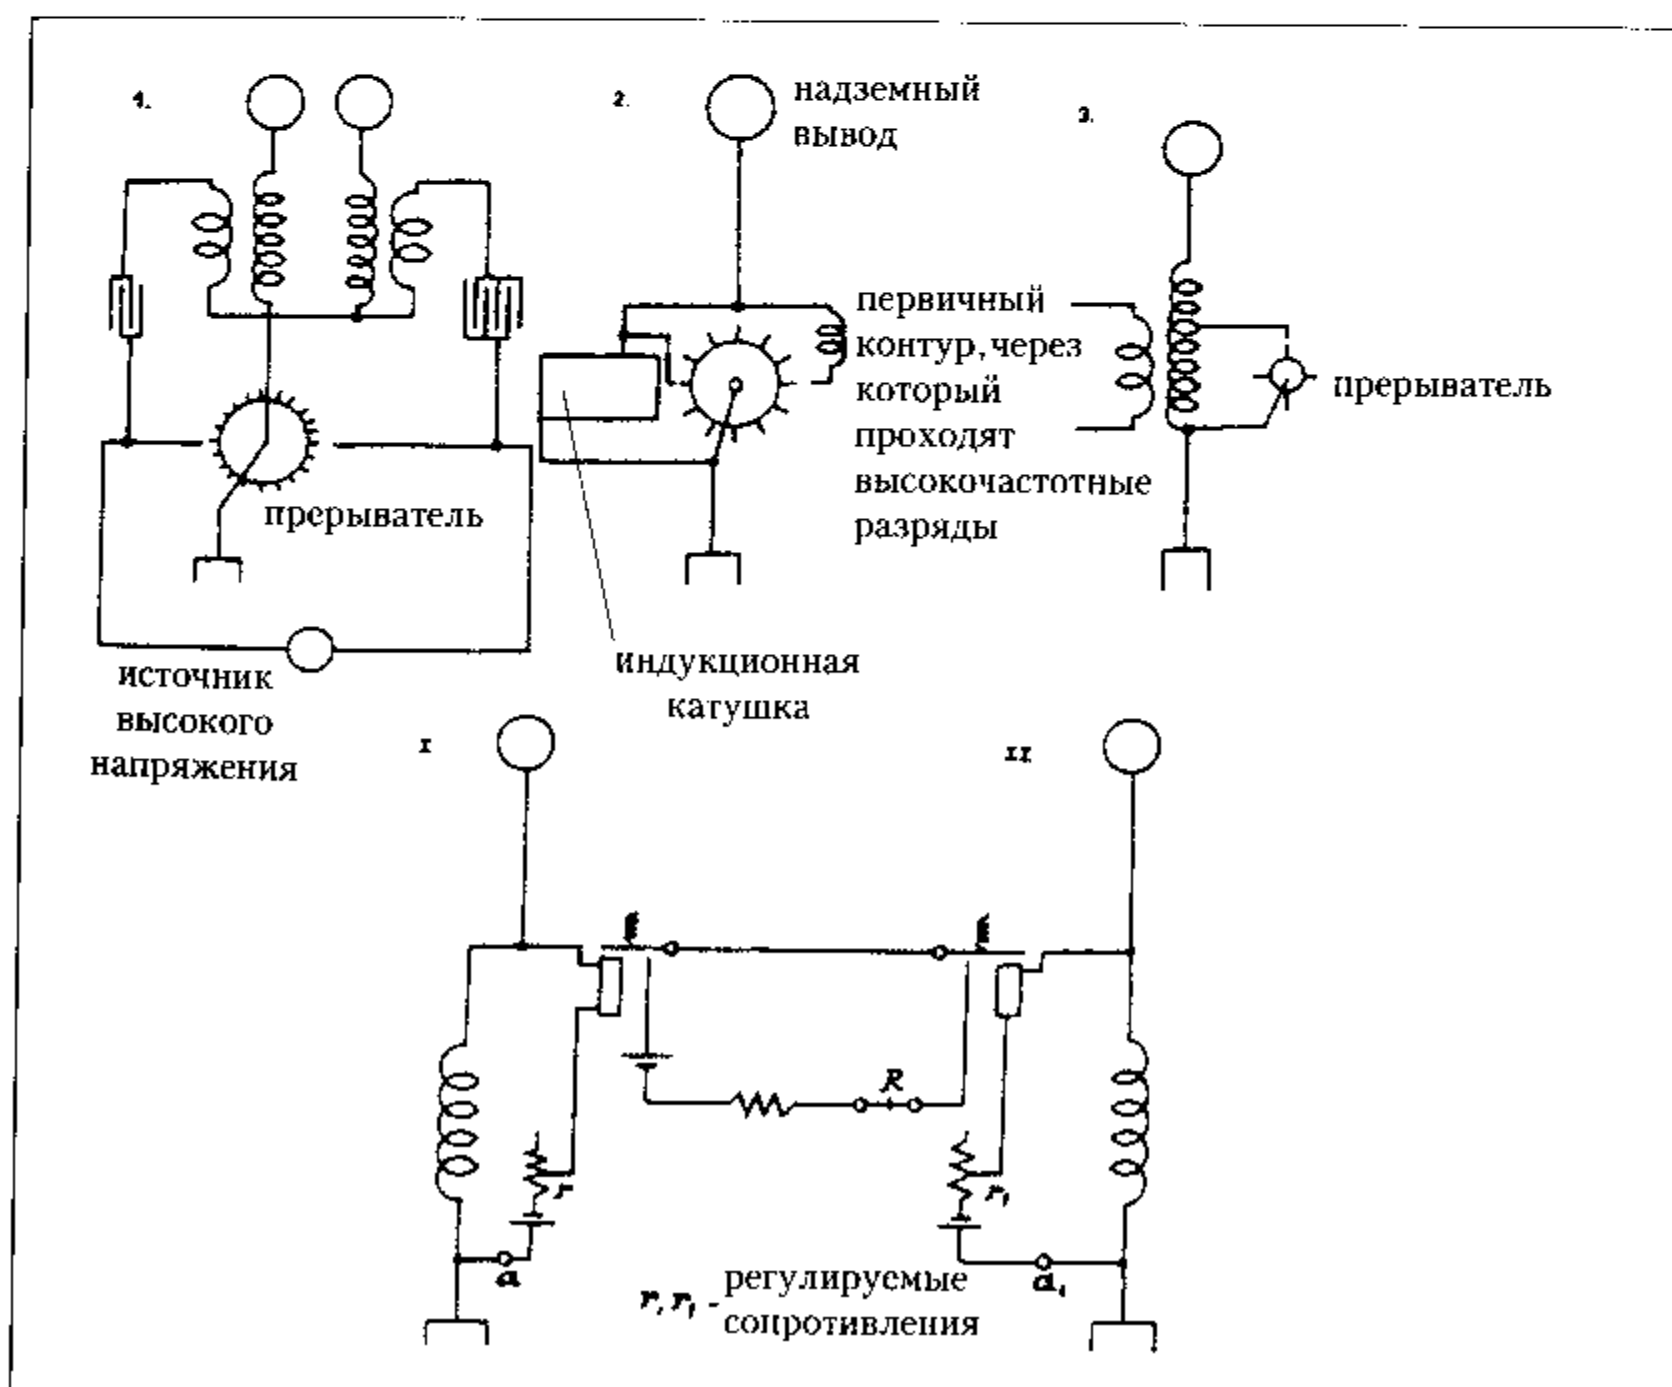 1.
2.
надземный
вывод
3.
первичный
контур, через
который
проходят
высокочастотные
разряды
прерыватель
прерыватель
индукционная
катушка
источник
высокого
напряжения
I
II
R
r
r₁
a
a₁
r, r₁ - регулируемые
сопротивления